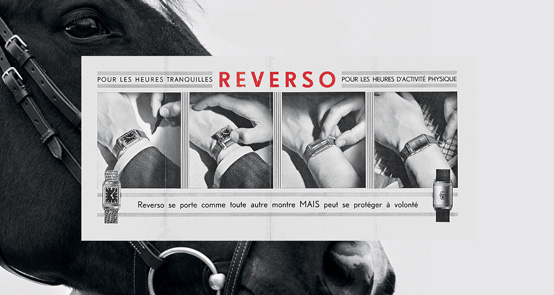 POUR LES HEURES TRANQUILLES REVERSO POUR LES HEURES D'ACTIVITÉ PHYSIQUE
Reverso se porte comme toute autre montre MAIS peut se protéger à volonté